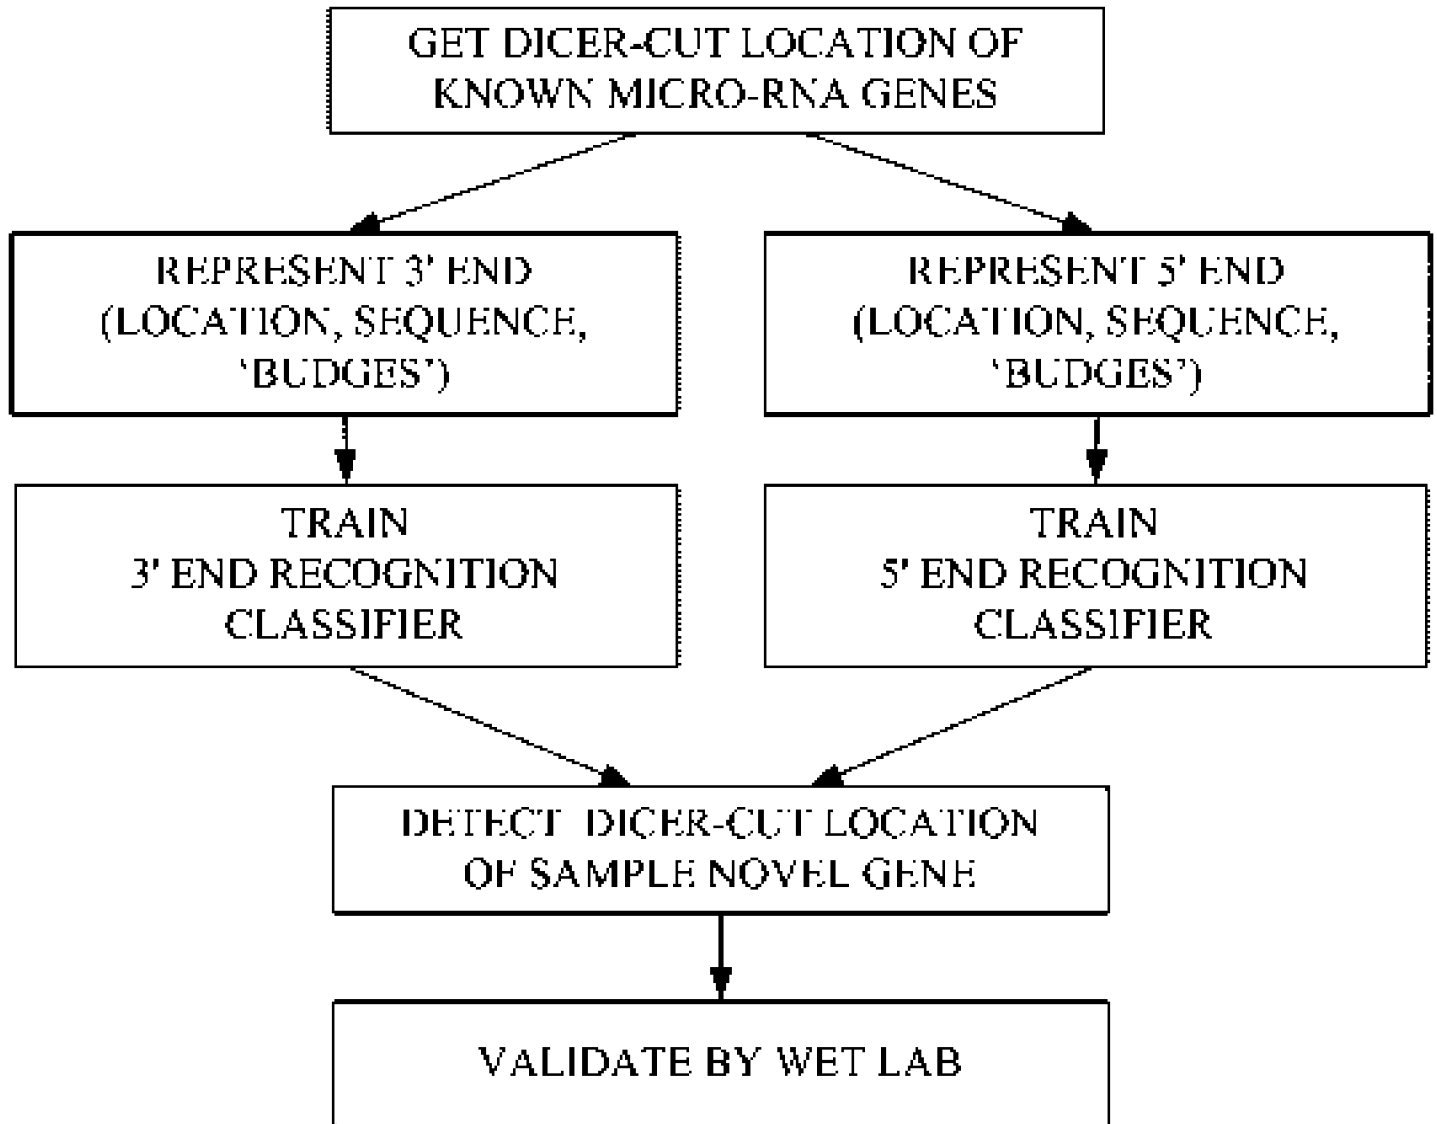 GET DICER-CUT LOCATION OF
KNOWN MICRO-RNA GENES
REPRESENT 3' END
(LOCATION, SEQUENCE,
'BUDGES')
REPRESENT 5' END
(LOCATION, SEQUENCE,
'BUDGES')
TRAIN
3' END RECOGNITION
CLASSIFIER
TRAIN
5' END RECOGNITION
CLASSIFIER
DETECT DICER-CUT LOCATION
OF SAMPLE NOVEL GENE
VALIDATE BY WET LAB